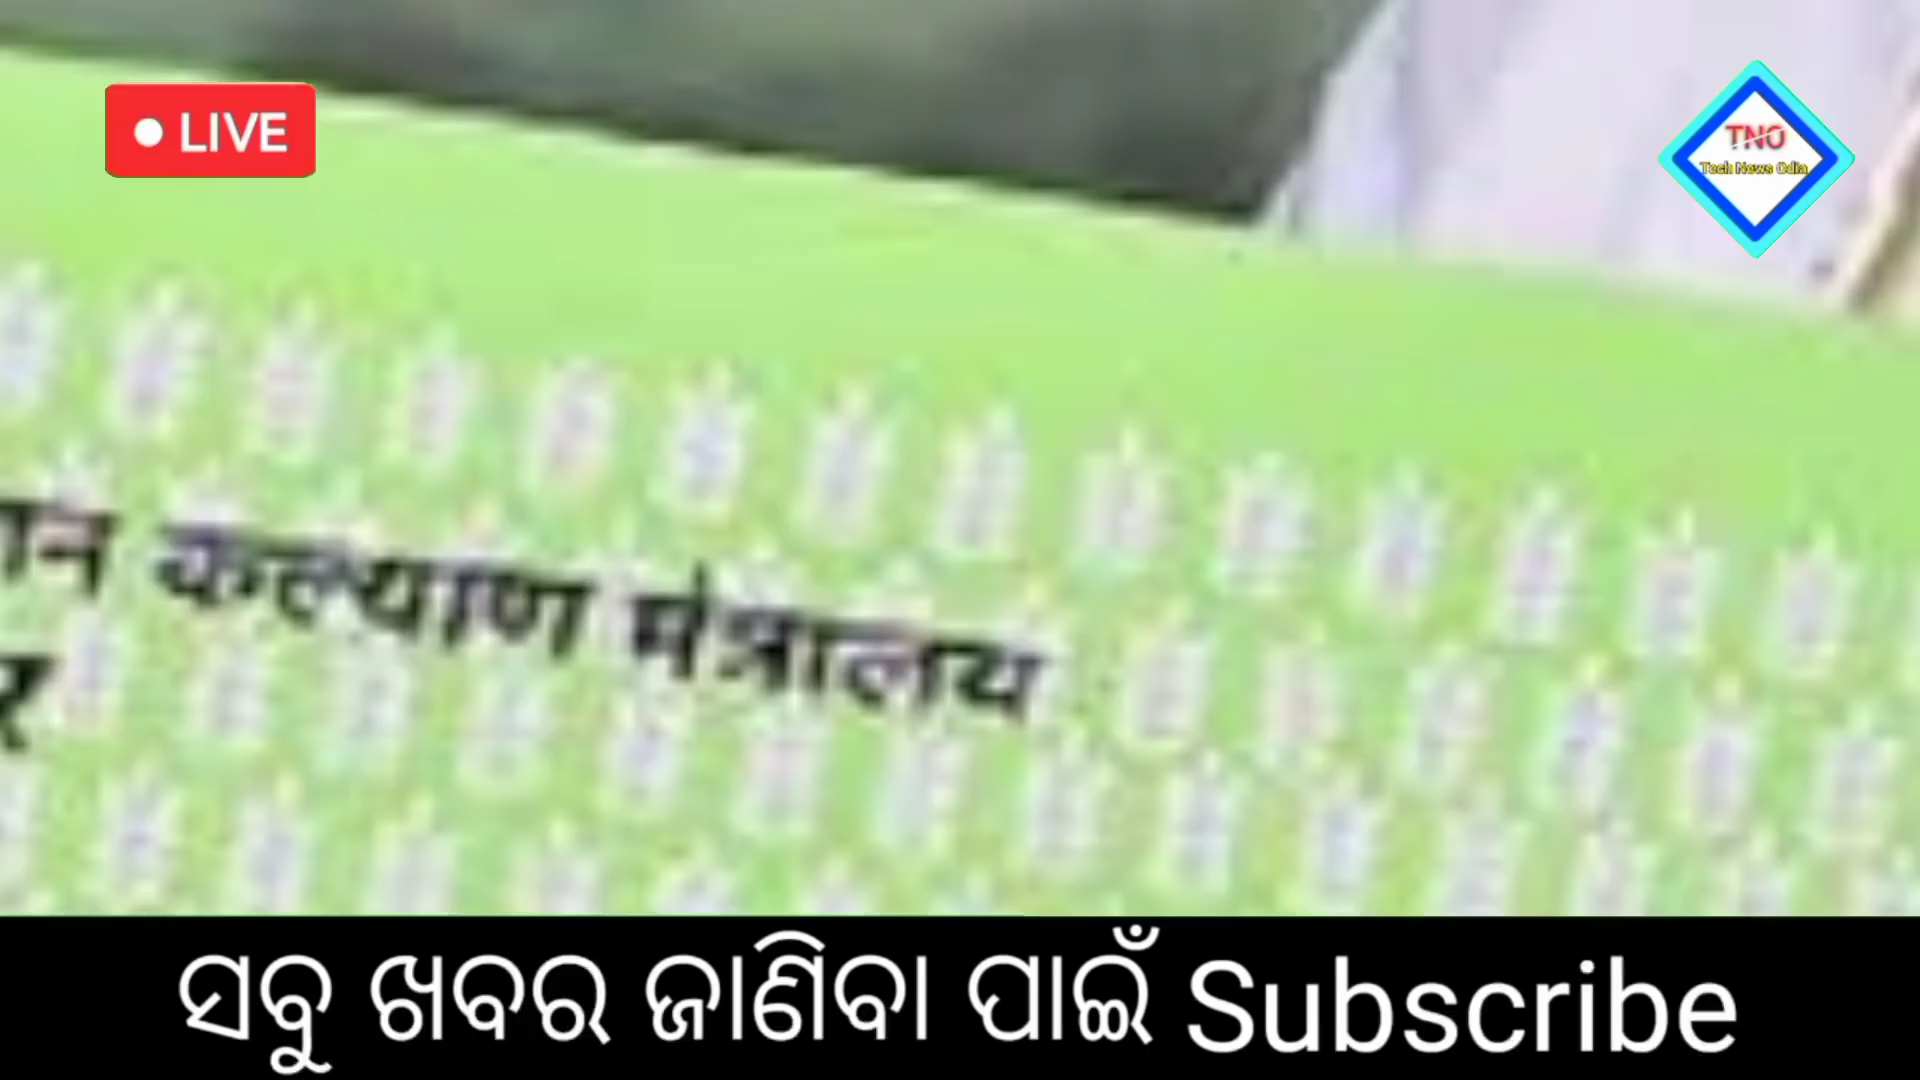 LIVE
TNO
Tech News Odia
कल्याण मंत्रालय
ସବୁ ଖବର ଜାଣିବା ପାଇଁ Subscribe